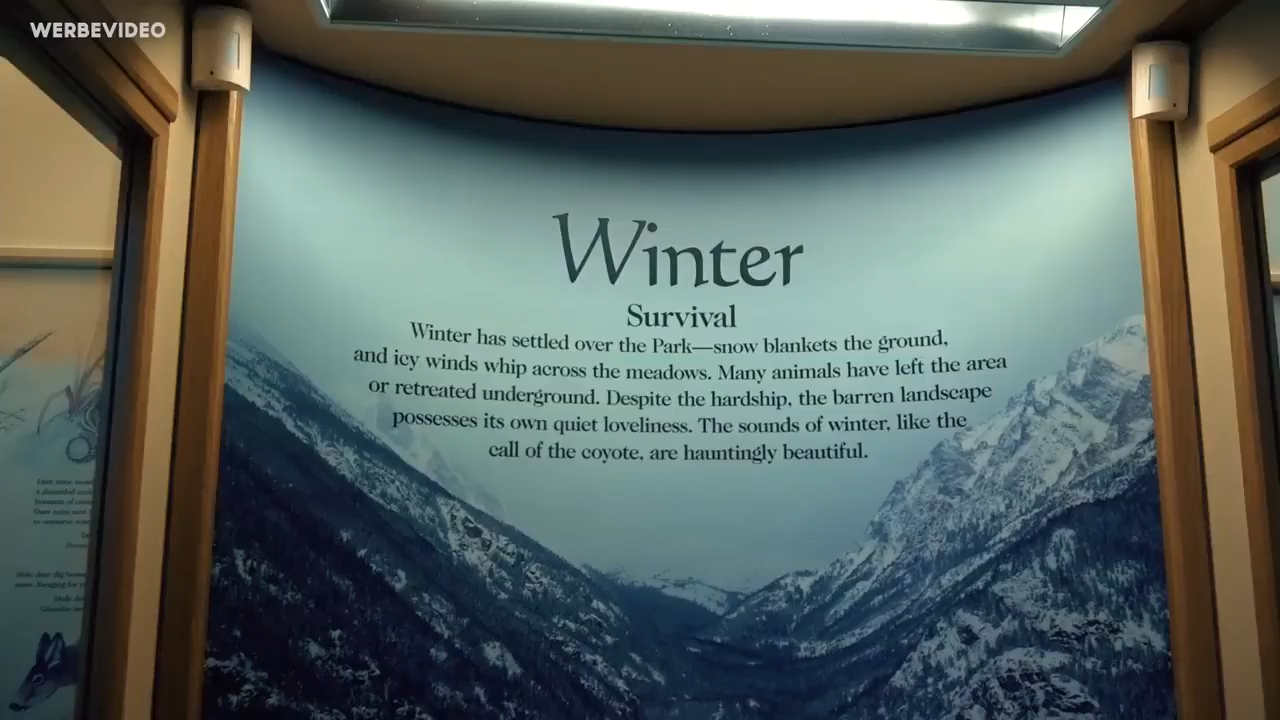 WERBEVIDEO
Winter
Survival
Winter has settled over the Park—snow blankets the ground,
and icy winds whip across the meadows. Many animals have left the area
or retreated underground. Despite the hardship, the barren landscape
possesses its own quiet loveliness. The sounds of winter, like the
call of the coyote, are hauntingly beautiful.